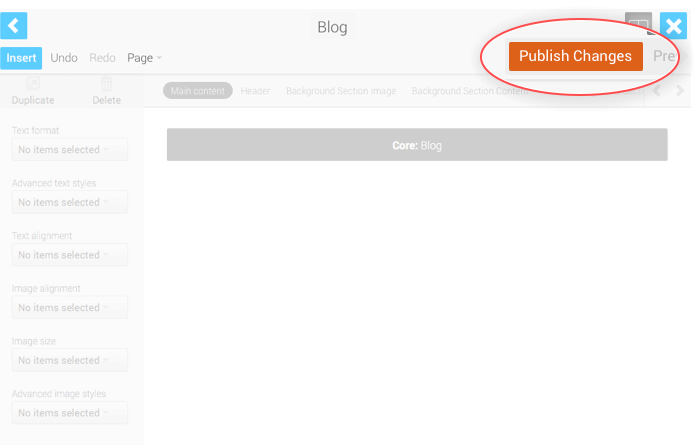 Blog
Insert Undo Redo Page
Publish Changes Pre
Duplicate Delete
Main content Header Background Section Image Background Section Content
Text format
No items selected
Core: Blog
Advanced text styles
No items selected
Text alignment
No items selected
Image alignment
No items selected
Image size
No items selected
Advanced image styles
No items selected